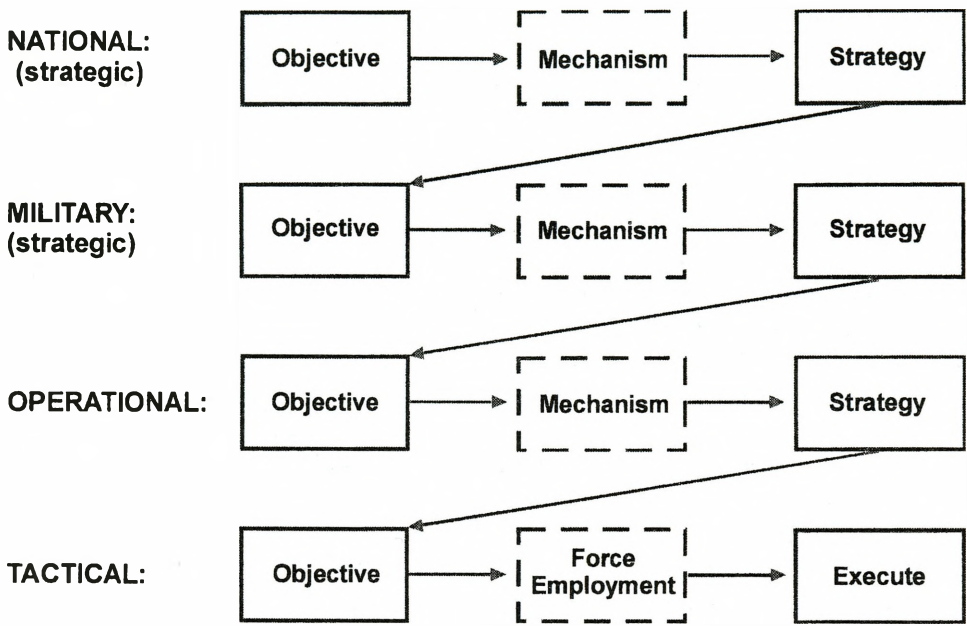 NATIONAL:
(strategic)
Objective
Mechanism
Strategy
MILITARY:
(strategic)
Objective
Mechanism
Strategy
OPERATIONAL:
Objective
Mechanism
Strategy
TACTICAL:
Objective
Force
Employment
Execute